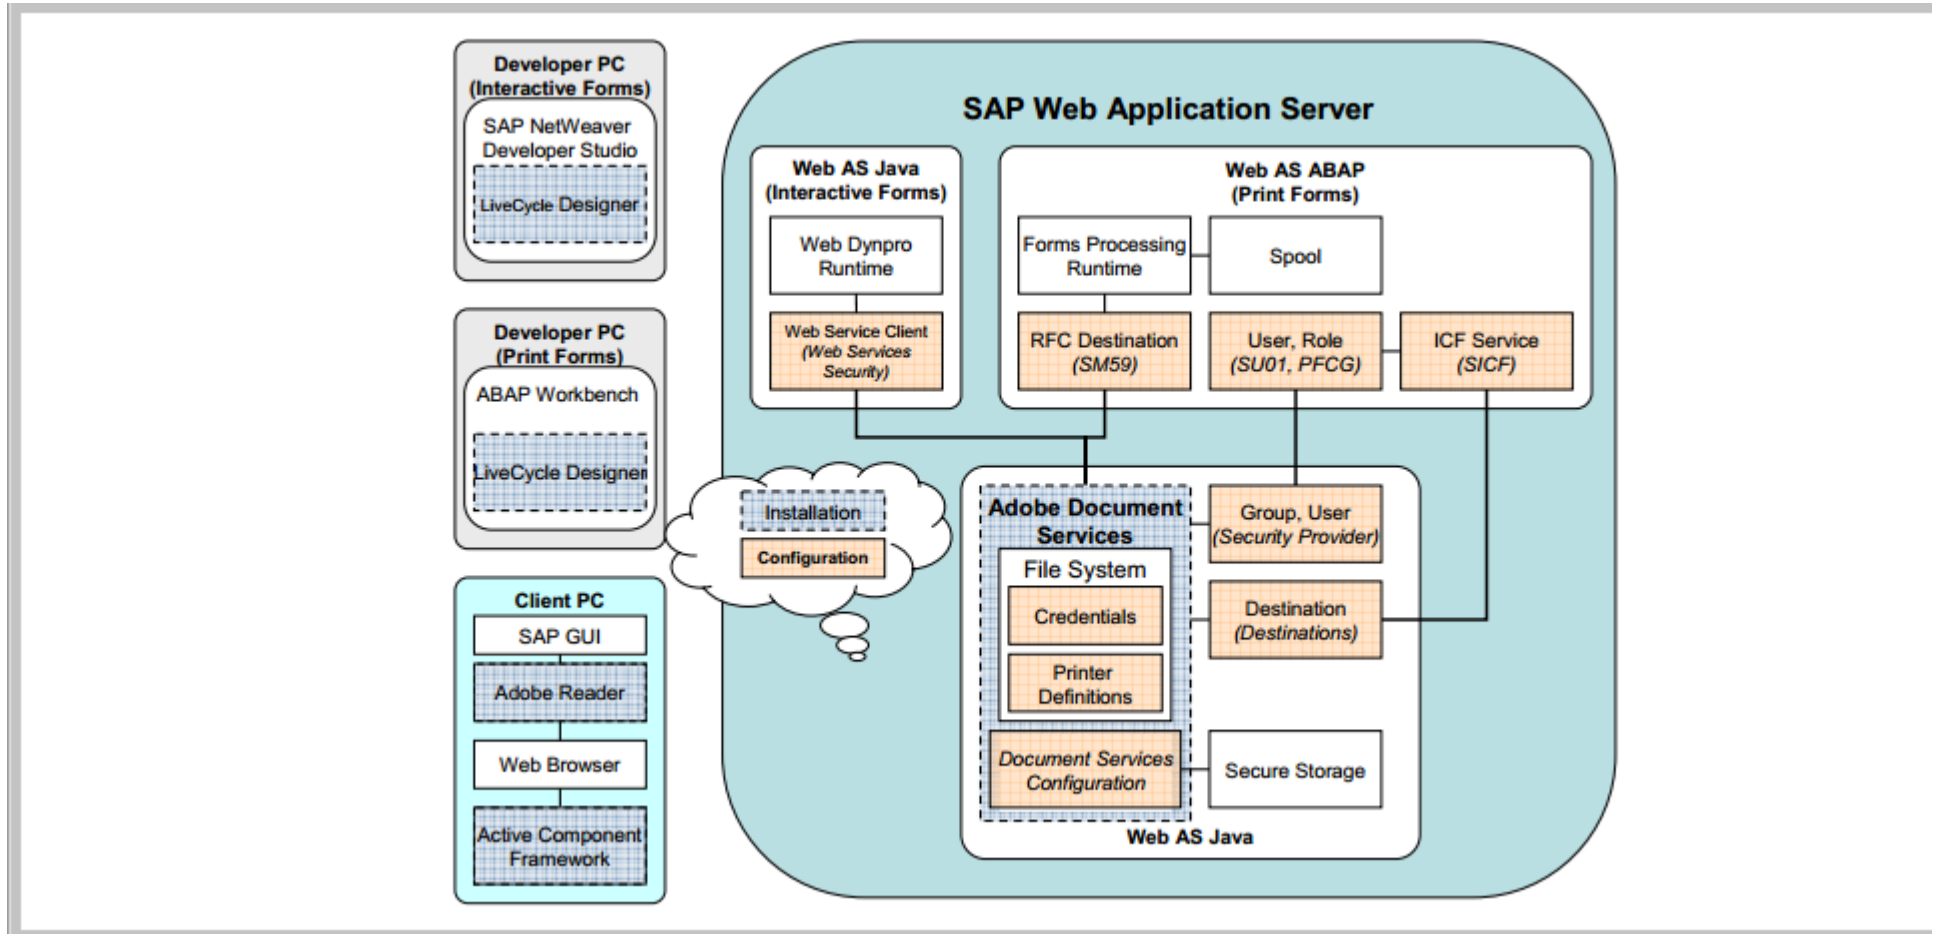 Developer PC
(Interactive Forms)
SAP NetWeaver
Developer Studio
LiveCycle Designer
Developer PC
(Print Forms)
ABAP Workbench
LiveCycle Designer
Client PC
SAP GUI
Adobe Reader
Web Browser
Active Component
Framework
Installation
Configuration
SAP Web Application Server
Web AS Java
(Interactive Forms)
Web Dynpro
Runtime
Web Service Client
(Web Services
Security)
Web AS ABAP
(Print Forms)
Forms Processing
Runtime
Spool
RFC Destination
(SM59)
User, Role
(SU01, PFCG)
ICF Service
(SICF)
Adobe Document
Services
File System
Credentials
Printer
Definitions
Document Services
Configuration
Group, User
(Security Provider)
Destination
(Destinations)
Secure Storage
Web AS Java